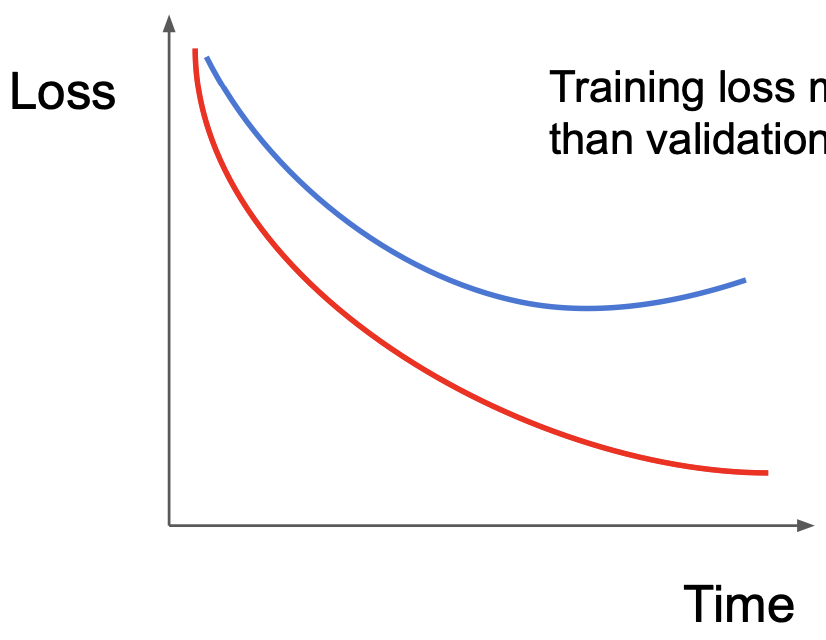 Loss
Training loss
than validation
Time